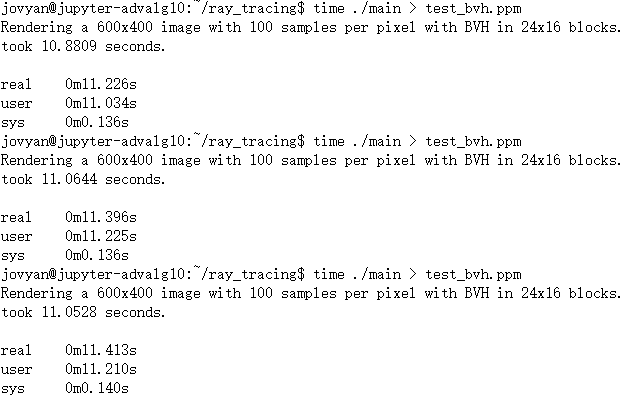 jovyan@jupyter-adva1g10:~/ray_tracing$ time ./main > test_bvh.ppm
Rendering a 600x400 image with 100 samples per pixel with BVH in 24x16 blocks.
took 10.8809 seconds.
real 0m11.226s
user 0m11.034s
sys 0m0.136s
jovyan@jupyter-adva1g10:~/ray_tracing$ time ./main > test_bvh.ppm
Rendering a 600x400 image with 100 samples per pixel with BVH in 24x16 blocks.
took 11.0644 seconds.
real 0m11.396s
user 0m11.225s
sys 0m0.136s
jovyan@jupyter-adva1g10:~/ray_tracing$ time ./main > test_bvh.ppm
Rendering a 600x400 image with 100 samples per pixel with BVH in 24x16 blocks.
took 11.0528 seconds.
real 0m11.413s
user 0m11.210s
sys 0m0.140s